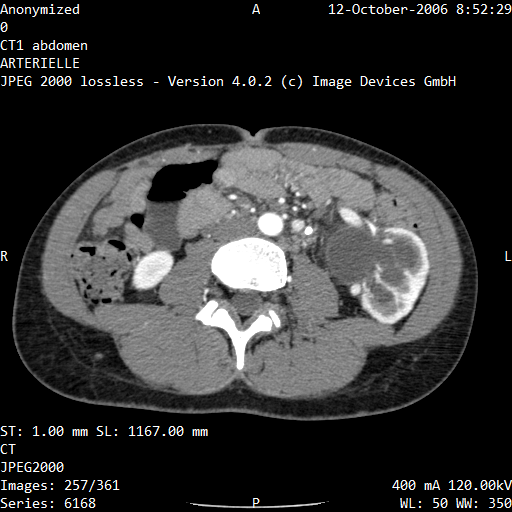 Anonymized A 12-October-2006 8:52:29
0
CT1 abdomen
ARTERIELLE
JPEG 2000 lossless - Version 4.0.2 (c) Image Devices GmbH
R L
ST: 1.00 mm SL: 1167.00 mm
CT
JPEG2000
Images: 257/361 400 mA 120.00kV
Series: 6168 P WL: 50 WW: 350